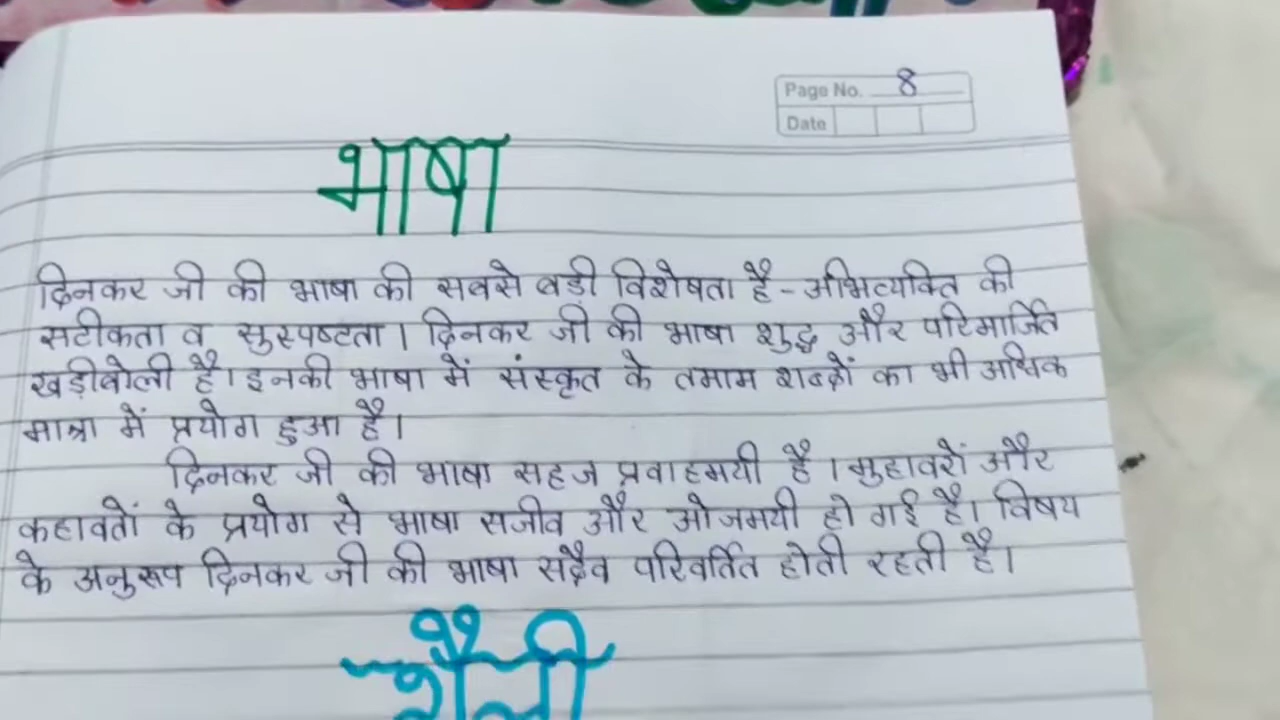 Page No. 8
Date
भाषा
दिनकर जी की भाषा की सबसे बड़ी विशेषता है - अभिव्यक्ति की
सटीकता व सुस्पष्टता। दिनकर जी की भाषा शुद्ध और परिमार्जित
खड़ीबोली है। इनकी भाषा में संस्कृत के तमाम शब्दों का भी अधिक
मात्रा में प्रयोग हुआ है।
दिनकर जी की भाषा सहज प्रवाहमयी है। मुहावरों और
कहावतों के प्रयोग से भाषा सजीव और ओजमयी हो गई है। विषय
के अनुरूप दिनकर जी की भाषा सदैव परिवर्तित होती रहती है।
शैली